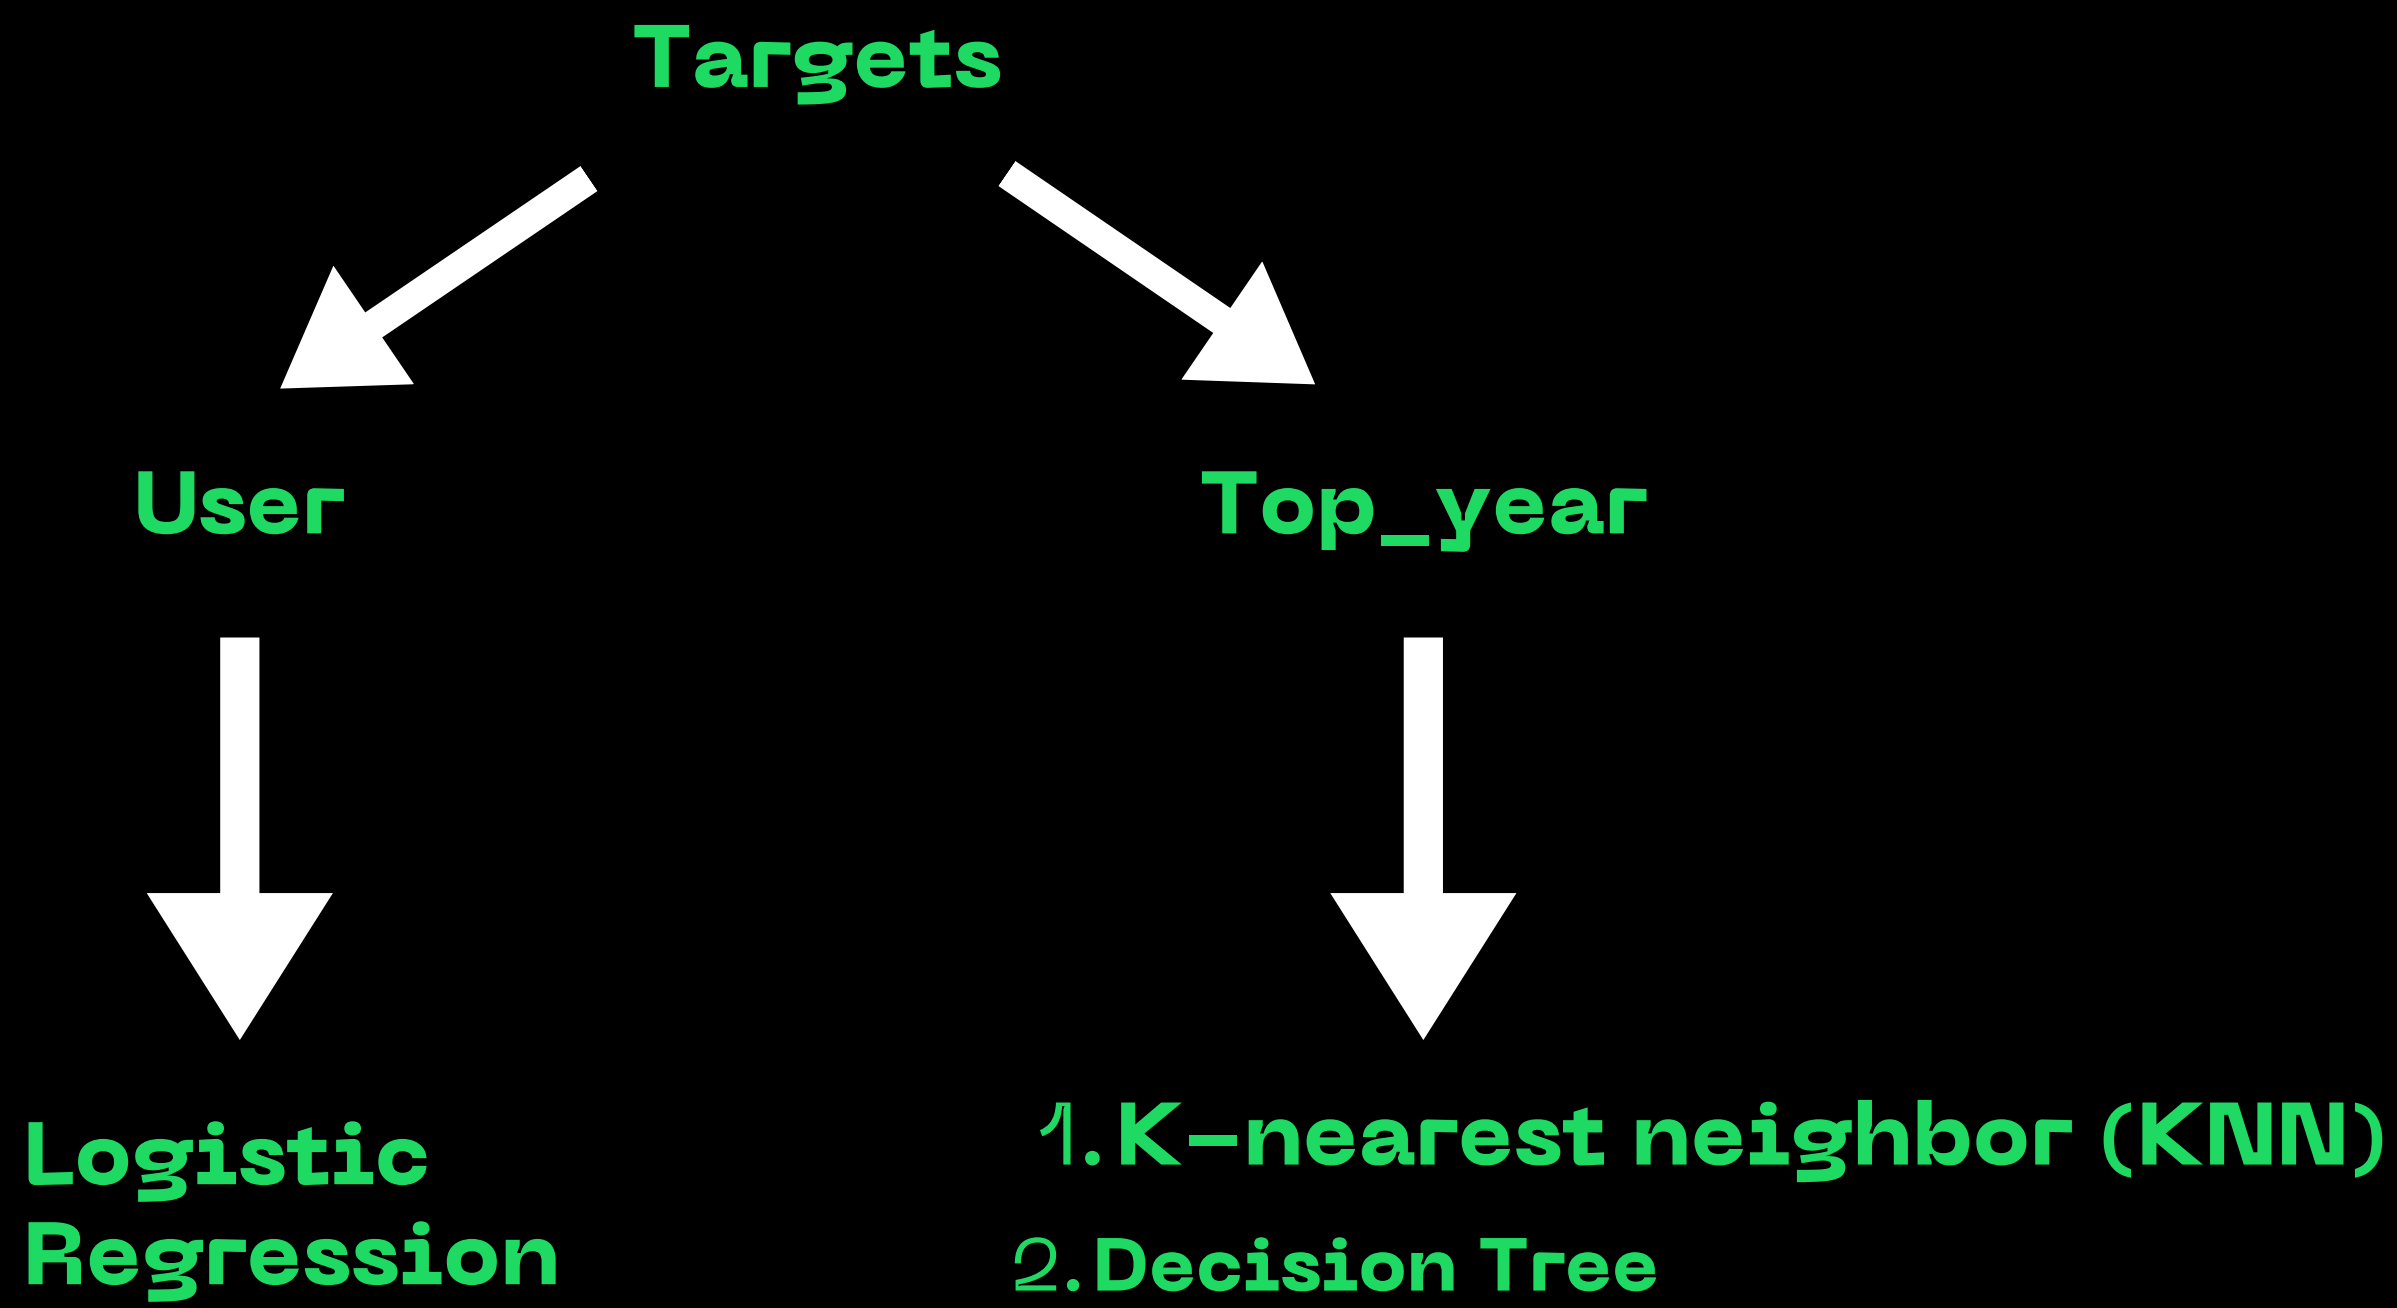 Targets
User
Top_year
Logistic
Regression
1. K-nearest neighbor (KNN)
2. Decision Tree